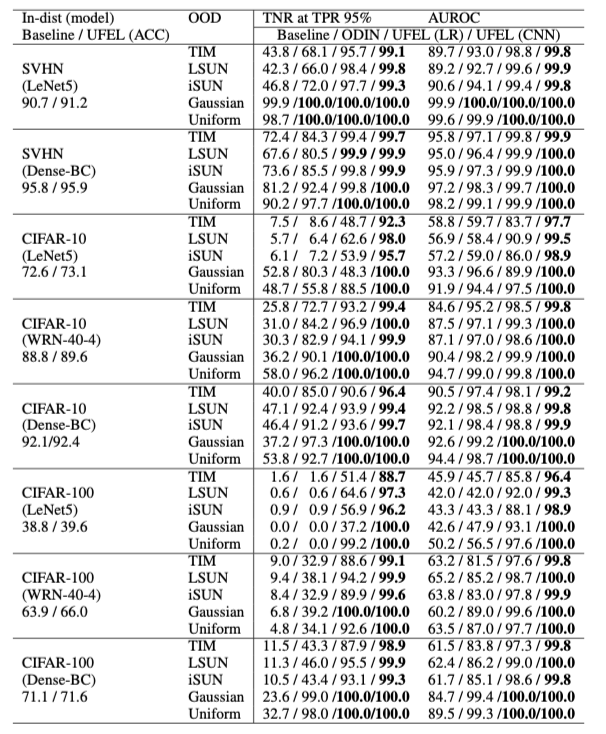 In-dist (model) OOD TNR at TPR 95% AUROC
Baseline / UFEL (ACC) Baseline / ODIN / UFEL (LR) / UFEL (CNN)
TIM 43.8 / 68.1 / 95.7 / 99.1 89.7 / 93.0 / 98.8 / 99.8
SVHN LSUN 42.3 / 66.0 / 98.4 / 99.8 89.2 / 92.7 / 99.6 / 99.9
(LeNet5) iSUN 46.8 / 72.0 / 97.7 / 99.3 90.6 / 94.1 / 99.4 / 99.8
90.7 / 91.2 Gaussian 99.9 /100.0/100.0/100.0 99.9 /100.0/100.0/100.0
Uniform 98.7 /100.0/100.0/100.0 99.6 / 99.9 /100.0/100.0
TIM 72.4 / 84.3 / 99.4 / 99.7 95.8 / 97.1 / 99.8 / 99.9
SVHN LSUN 67.6 / 80.5 / 99.9 / 99.9 95.0 / 96.4 / 99.9 /100.0
(Dense-BC) iSUN 73.6 / 85.5 / 99.8 / 99.9 95.9 / 97.3 / 99.9 /100.0
95.8 / 95.9 Gaussian 81.2 / 92.4 / 99.8 /100.0 97.2 / 98.3 / 99.7 /100.0
Uniform 90.2 / 97.7 /100.0/100.0 98.2 / 99.1 / 99.9 /100.0
TIM 7.5 / 8.6 / 48.7 / 92.3 58.8 / 59.7 / 83.7 / 97.7
CIFAR-10 LSUN 5.7 / 6.4 / 62.6 / 98.0 56.9 / 58.4 / 90.9 / 99.5
(LeNet5) iSUN 6.1 / 7.2 / 53.9 / 95.7 57.2 / 59.0 / 86.0 / 98.9
72.6 / 73.1 Gaussian 52.8 / 80.3 / 48.3 /100.0 93.3 / 96.6 / 89.9 /100.0
Uniform 48.7 / 55.8 / 88.5 /100.0 91.9 / 94.4 / 97.5 /100.0
TIM 25.8 / 72.7 / 93.2 / 99.4 84.6 / 95.2 / 98.5 / 99.8
CIFAR-10 LSUN 31.0 / 84.2 / 96.9 /100.0 87.5 / 97.1 / 99.3 /100.0
(WRN-40-4) iSUN 30.3 / 82.9 / 94.1 / 99.9 87.1 / 97.0 / 98.6 /100.0
88.8 / 89.6 Gaussian 36.2 / 90.1 /100.0/100.0 90.4 / 98.2 / 99.9 /100.0
Uniform 58.0 / 96.2 /100.0/100.0 94.7 / 99.0 / 99.8 /100.0
TIM 40.0 / 85.0 / 90.6 / 96.4 90.5 / 97.4 / 98.1 / 99.2
CIFAR-10 LSUN 47.1 / 92.4 / 93.9 / 99.4 92.2 / 98.5 / 98.8 / 99.8
(Dense-BC) iSUN 46.4 / 91.2 / 93.6 / 99.7 92.1 / 98.4 / 98.8 / 99.9
92.1/92.4 Gaussian 37.2 / 97.3 /100.0/100.0 92.6 / 99.2 /100.0/100.0
Uniform 53.8 / 92.7 /100.0/100.0 94.4 / 98.7 /100.0/100.0
TIM 1.6 / 1.6 / 51.4 / 88.7 45.9 / 45.7 / 85.8 / 96.4
CIFAR-100 LSUN 0.6 / 0.6 / 64.6 / 97.3 42.0 / 42.0 / 92.0 / 99.3
(LeNet5) iSUN 0.9 / 0.9 / 56.9 / 96.2 43.3 / 43.3 / 88.1 / 98.9
38.8 / 39.6 Gaussian 0.0 / 0.0 / 37.2 /100.0 42.6 / 47.9 / 93.1 /100.0
Uniform 0.2 / 0.0 / 99.2 /100.0 50.2 / 56.5 / 97.6 /100.0
TIM 9.0 / 32.9 / 88.6 / 99.1 63.2 / 81.5 / 97.6 / 99.8
CIFAR-100 LSUN 9.4 / 38.1 / 94.2 / 99.9 65.2 / 85.2 / 98.7 /100.0
(WRN-40-4) iSUN 8.4 / 32.9 / 89.9 / 99.6 63.8 / 83.0 / 97.8 / 99.9
63.9 / 66.0 Gaussian 6.8 / 39.2 /100.0/100.0 60.2 / 89.0 / 99.6 /100.0
Uniform 4.8 / 34.1 / 92.6 /100.0 63.5 / 87.0 / 97.7 /100.0
TIM 11.5 / 43.3 / 87.9 / 98.9 61.5 / 83.8 / 97.3 / 99.8
CIFAR-100 LSUN 11.3 / 46.0 / 95.5 / 99.9 62.4 / 86.2 / 99.0 /100.0
(Dense-BC) iSUN 10.5 / 43.4 / 93.1 / 99.3 61.7 / 85.1 / 98.6 / 99.8
71.1 / 71.6 Gaussian 23.6 / 99.0 /100.0/100.0 84.7 / 99.4 /100.0/100.0
Uniform 32.7 / 98.0 /100.0/100.0 89.5 / 99.3 /100.0/100.0